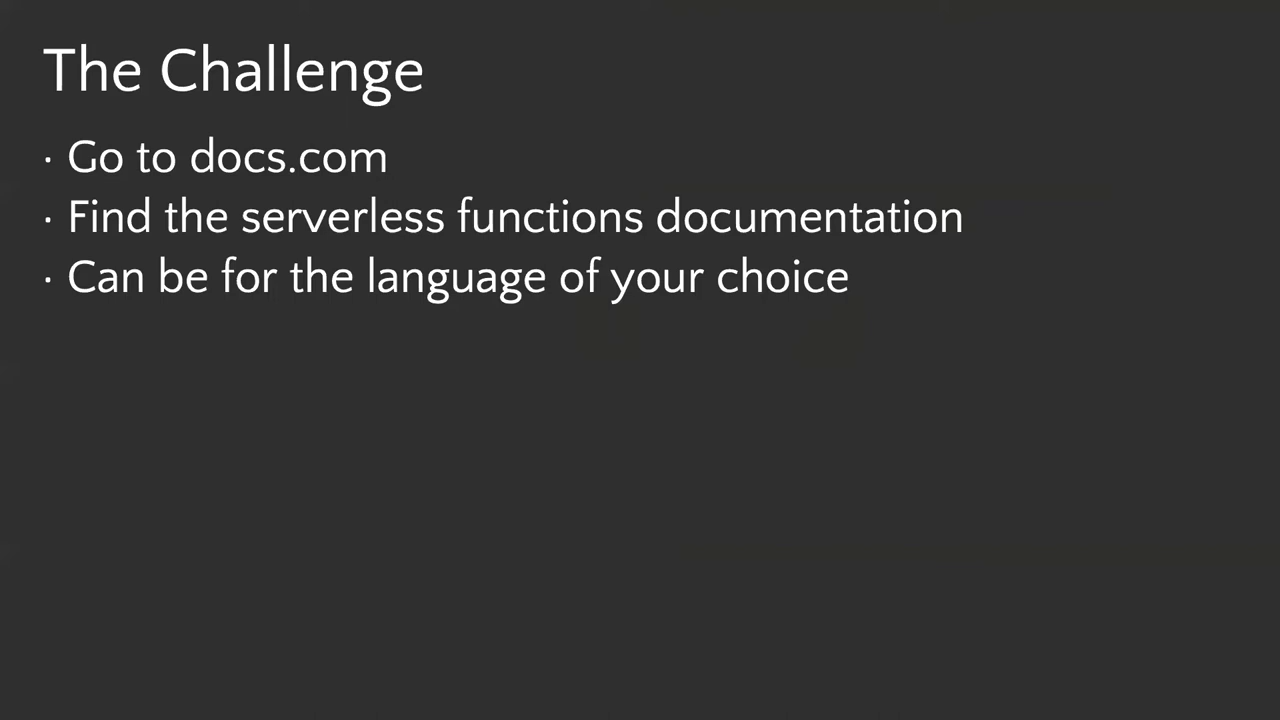 The Challenge
· Go to docs.com
· Find the serverless functions documentation
· Can be for the language of your choice